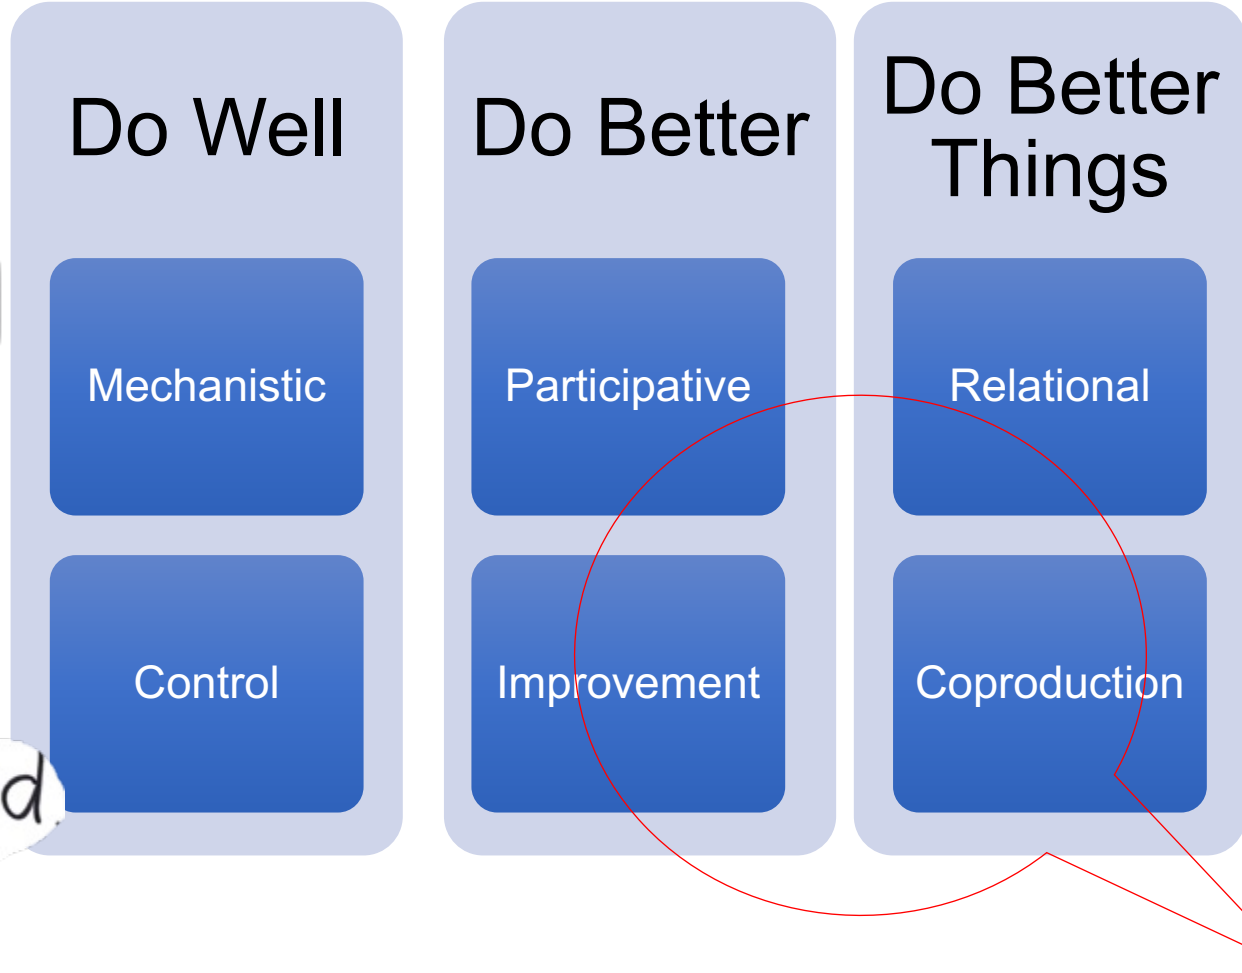 Do Well
Mechanistic
Control
Do Better
Participative
Improvement
Do Better
Things
Relational
Coproduction
d